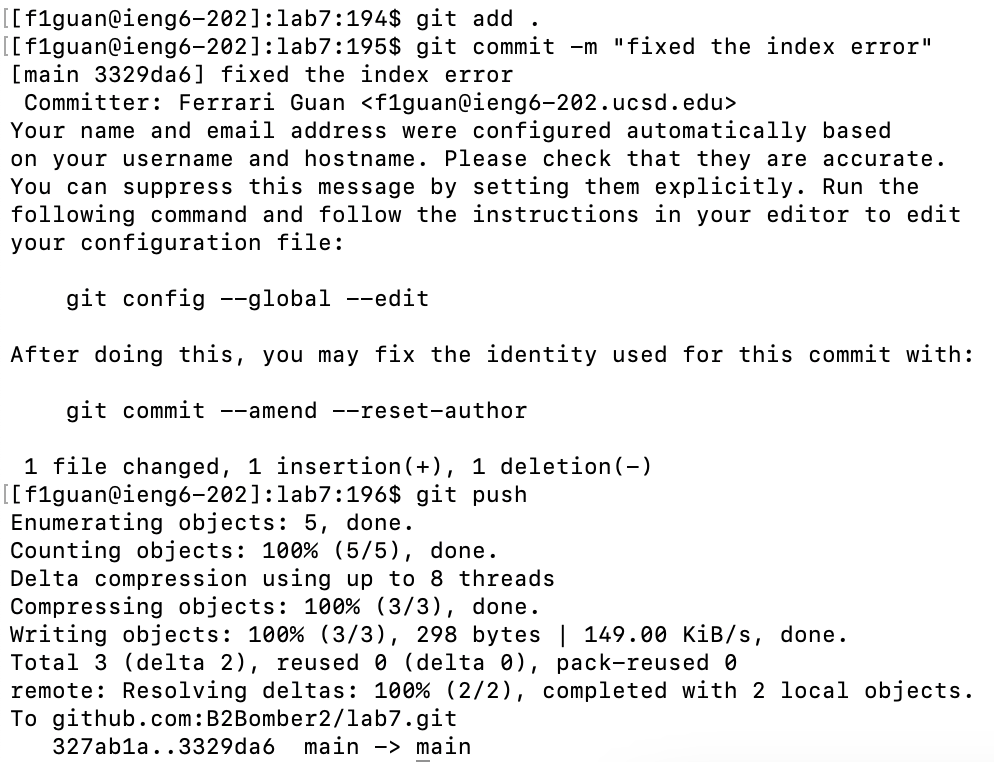 [[f1guan@ieng6-202]:lab7:194$ git add .
[[f1guan@ieng6-202]:lab7:195$ git commit -m "fixed the index error"
[main 3329da6] fixed the index error
 Committer: Ferrari Guan <f1guan@ieng6-202.ucsd.edu>
Your name and email address were configured automatically based
on your username and hostname. Please check that they are accurate.
You can suppress this message by setting them explicitly. Run the
following command and follow the instructions in your editor to edit
your configuration file:

    git config --global --edit

After doing this, you may fix the identity used for this commit with:

    git commit --amend --reset-author

 1 file changed, 1 insertion(+), 1 deletion(-)
[[f1guan@ieng6-202]:lab7:196$ git push
Enumerating objects: 5, done.
Counting objects: 100% (5/5), done.
Delta compression using up to 8 threads
Compressing objects: 100% (3/3), done.
Writing objects: 100% (3/3), 298 bytes | 149.00 KiB/s, done.
Total 3 (delta 2), reused 0 (delta 0), pack-reused 0
remote: Resolving deltas: 100% (2/2), completed with 2 local objects.
To github.com:B2Bomber2/lab7.git
   327ab1a..3329da6  main -> main